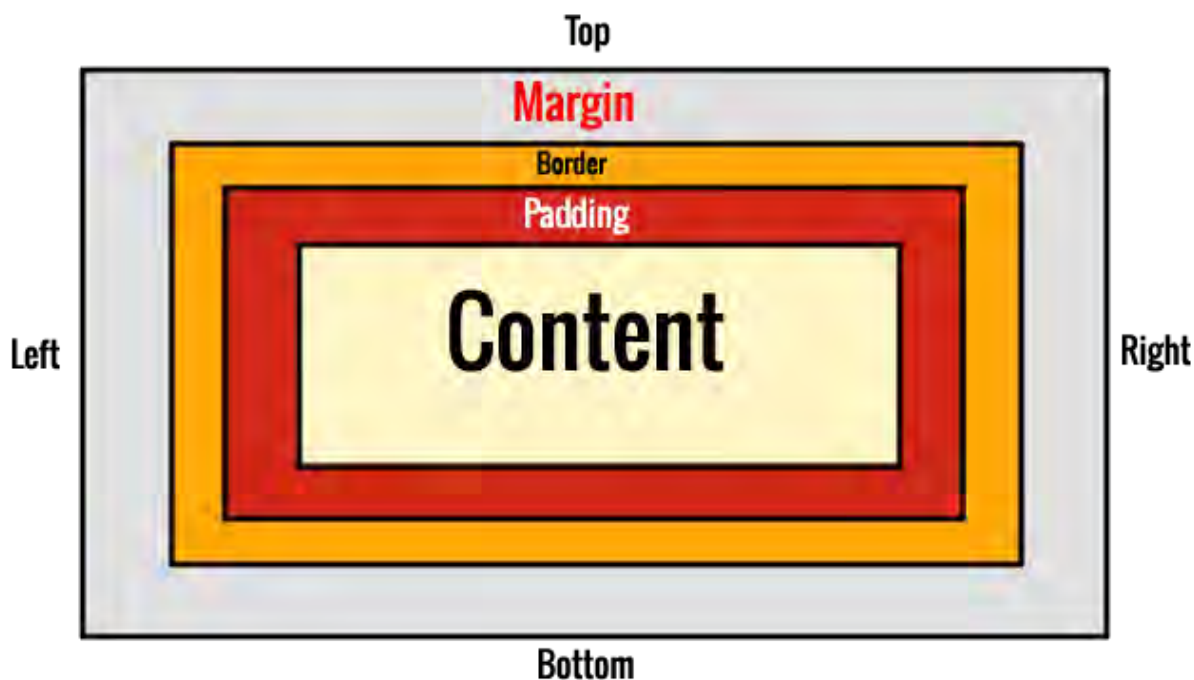 Top
Margin
Border
Padding
Content
Left
Right
Bottom